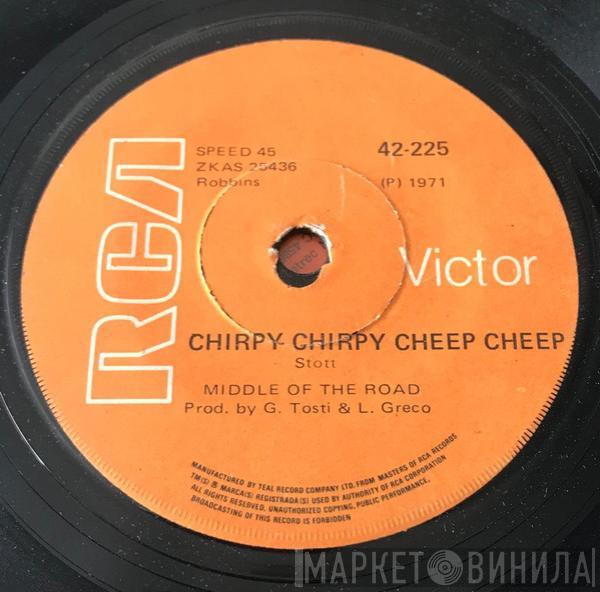 RCA
SPEED 45
ZKAS 25436
Robbins
42-225
(P) 1971
Victor
CHIRPY CHIRPY CHEEP CHEEP
Stott
MIDDLE OF THE ROAD
Prod. by G. Tosti & L. Greco
MANUFACTURED BY TEAL RECORD COMPANY LTD. FROM MASTERS OF RCA RECORDS
TM(S) ® MARCA(S) REGISTRADA(S) USED BY AUTHORITY OF RCA CORPORATION
ALL RIGHTS RESERVED. UNAUTHORIZED COPYING, PUBLIC PERFORMANCE,
BROADCASTING OF THIS RECORD IS FORBIDDEN
МАРКЕТ ВИНИЛА